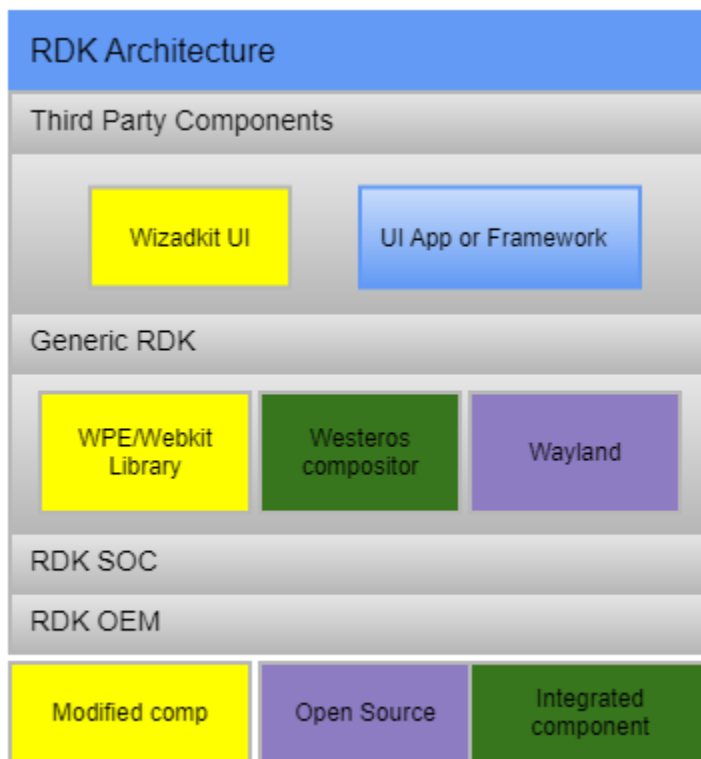 RDK Architecture
Third Party Components
Wizadkit UI
UI App or Framework
Generic RDK
WPE/Webkit
Library
Westeros
compositor
Wayland
RDK SOC
RDK OEM
Modified comp
Open Source
Integrated
component